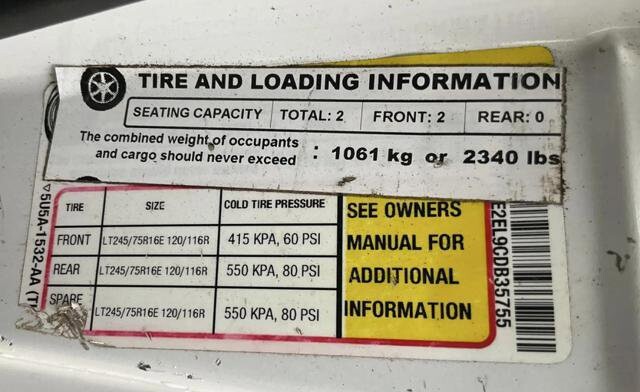 TIRE AND LOADING INFORMATION
SEATING CAPACITY TOTAL: 2 FRONT: 2 REAR: 0
The combined weight of occupants
and cargo should never exceed : 1061 kg or 2340 lbs
TIRE SIZE COLD TIRE PRESSURE
FRONT LT245/75R16E 120/116R 415 KPA, 60 PSI
REAR LT245/75R16E 120/116R 550 KPA, 80 PSI
SPARE LT245/75R16E 120/116R 550 KPA, 80 PSI
SEE OWNERS
MANUAL FOR
ADDITIONAL
INFORMATION
5U5A-1532-AA
E2EL9CDB35755